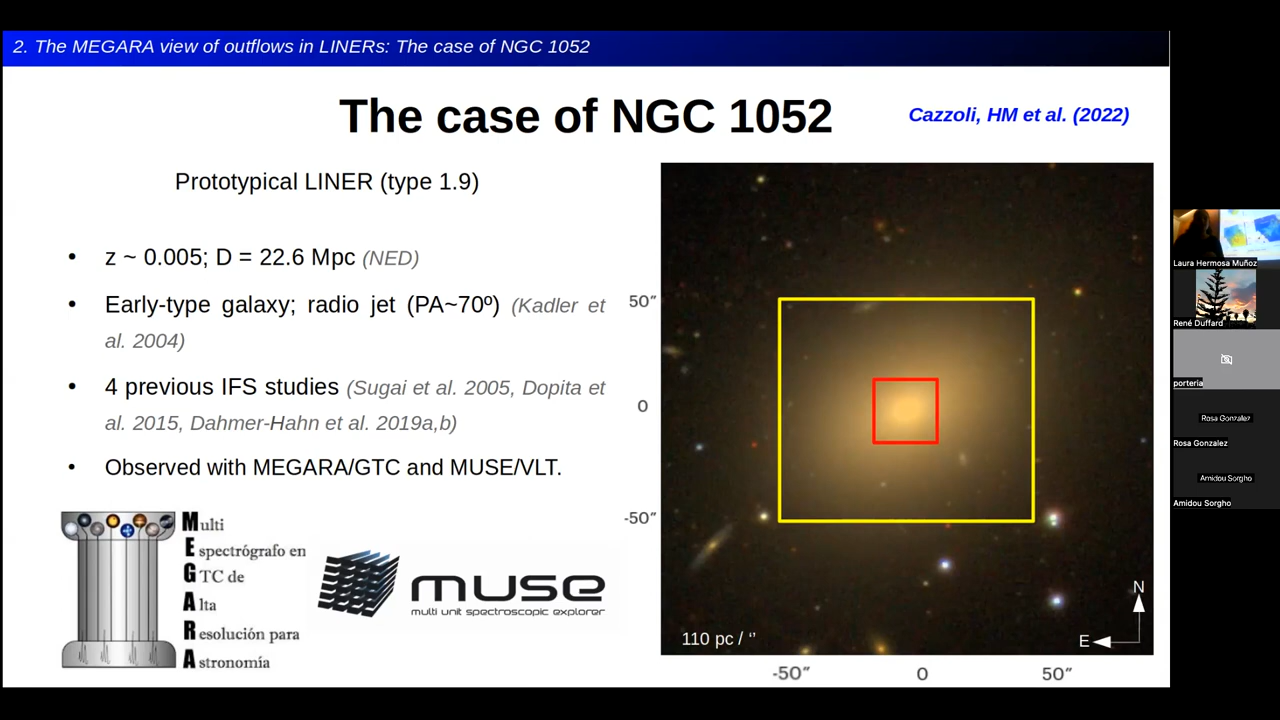 2. The MEGARA view of outflows in LINERs: The case of NGC 1052
The case of NGC 1052
Cazzoli, HM et al. (2022)
Prototypical LINER (type 1.9)
• z ~ 0.005; D = 22.6 Mpc (NED)
• Early-type galaxy; radio jet (PA~70º) (Kadler et
al. 2004)
• 4 previous IFS studies (Sugai et al. 2005, Dopita et
al. 2015, Dahmer-Hahn et al. 2019a,b)
• Observed with MEGARA/GTC and MUSE/VLT.
Multi
Espectrógrafo en
GTC de
Alta
Resolución para
Astronomía
muse
multi unit spectroscopic explorer
50”
0
-50”
110 pc / ‘’
N
E
-50”
0
50”
Laura Hermosa Muñoz
René Duffard
portería
Rosa Gonzalez
Rosa Gonzalez
Amidou Sorgho
Amidou Sorgho